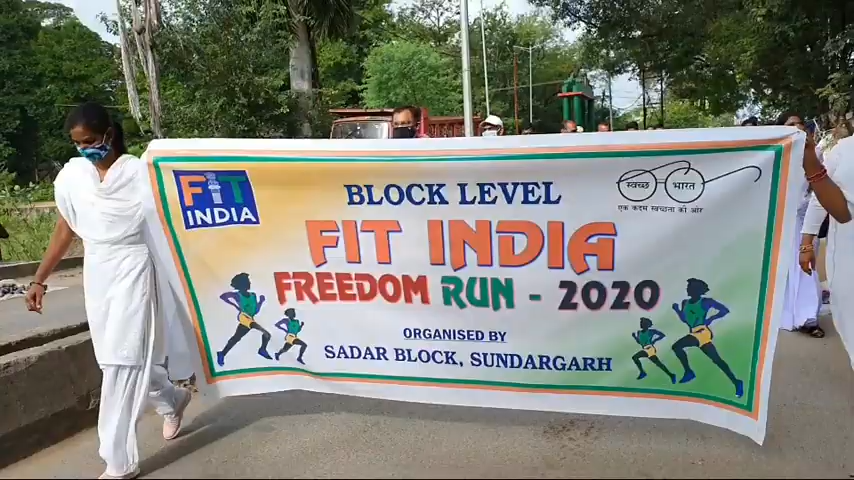 FIT
INDIA
BLOCK LEVEL
स्वच्छ भारत
एक कदम स्वच्छता की ओर
FIT INDIA
FREEDOM RUN - 2020
ORGANISED BY
SADAR BLOCK, SUNDARGARH